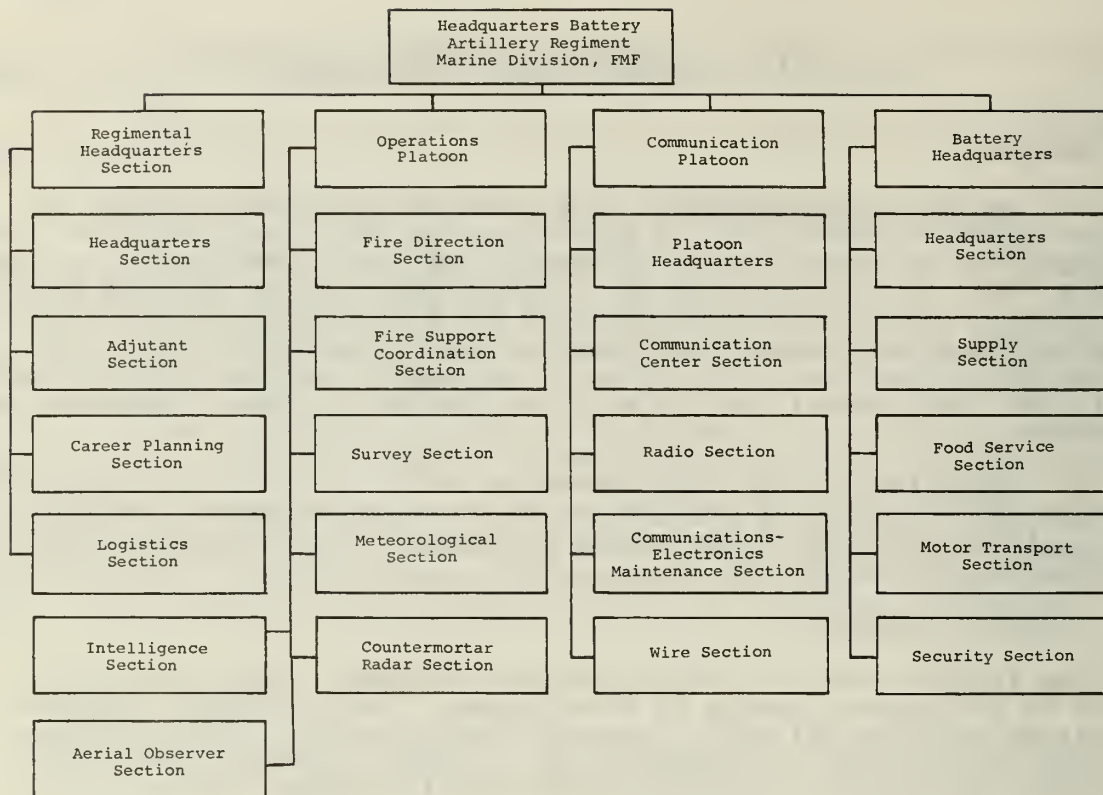 Headquarters Battery
Artillery Regiment
Marine Division, FMF
Regimental
Headquarters
Section
Operations
Platoon
Communication
Platoon
Battery
Headquarters
Headquarters
Section
Fire Direction
Section
Platoon
Headquarters
Headquarters
Section
Adjutant
Section
Fire Support
Coordination
Section
Communication
Center Section
Supply
Section
Career Planning
Section
Survey Section
Radio Section
Food Service
Section
Logistics
Section
Meteorological
Section
Communications-
Electronics
Maintenance Section
Motor Transport
Section
Intelligence
Section
Countermortar
Radar Section
Wire Section
Security Section
Aerial Observer
Section